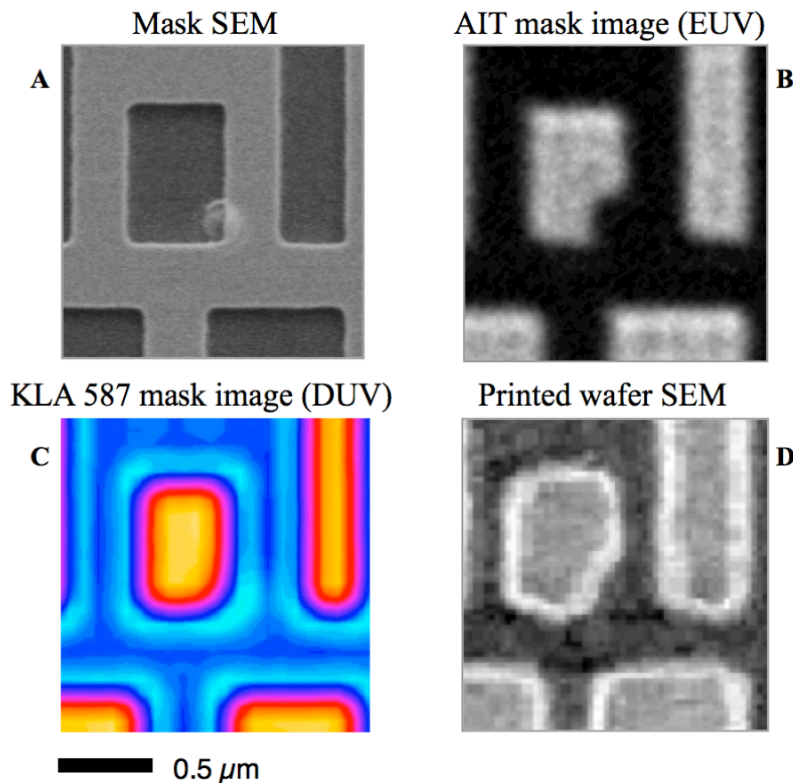 Mask SEM
AIT mask image (EUV)
A
B
KLA 587 mask image (DUV)
Printed wafer SEM
C
D
0.5 µm